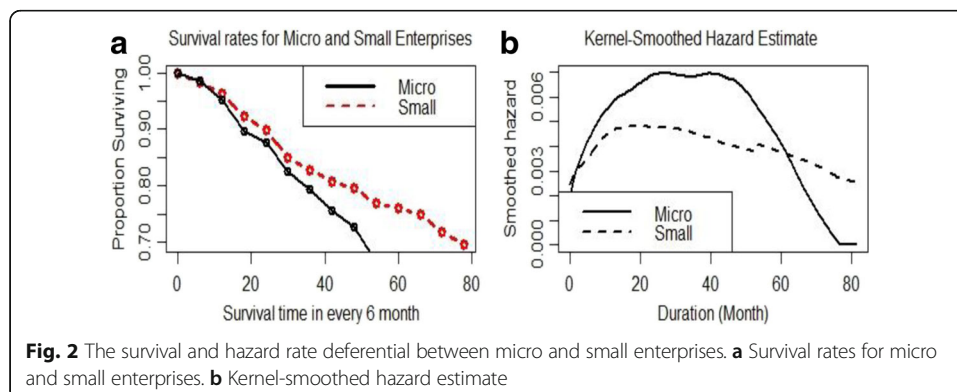 a Survival rates for Micro and Small Enterprises
Proportion Surviving
1.00
0.90
0.80
0.70
Micro
Small
0 20 40 60 80
Survival time in every 6 month
b Kernel-Smoothed Hazard Estimate
Smoothed hazard
0.006
0.003
0.000
Micro
Small
0 20 40 60 80
Duration (Month)
Fig. 2 The survival and hazard rate deferential between micro and small enterprises. a Survival rates for micro
and small enterprises. b Kernel-smoothed hazard estimate